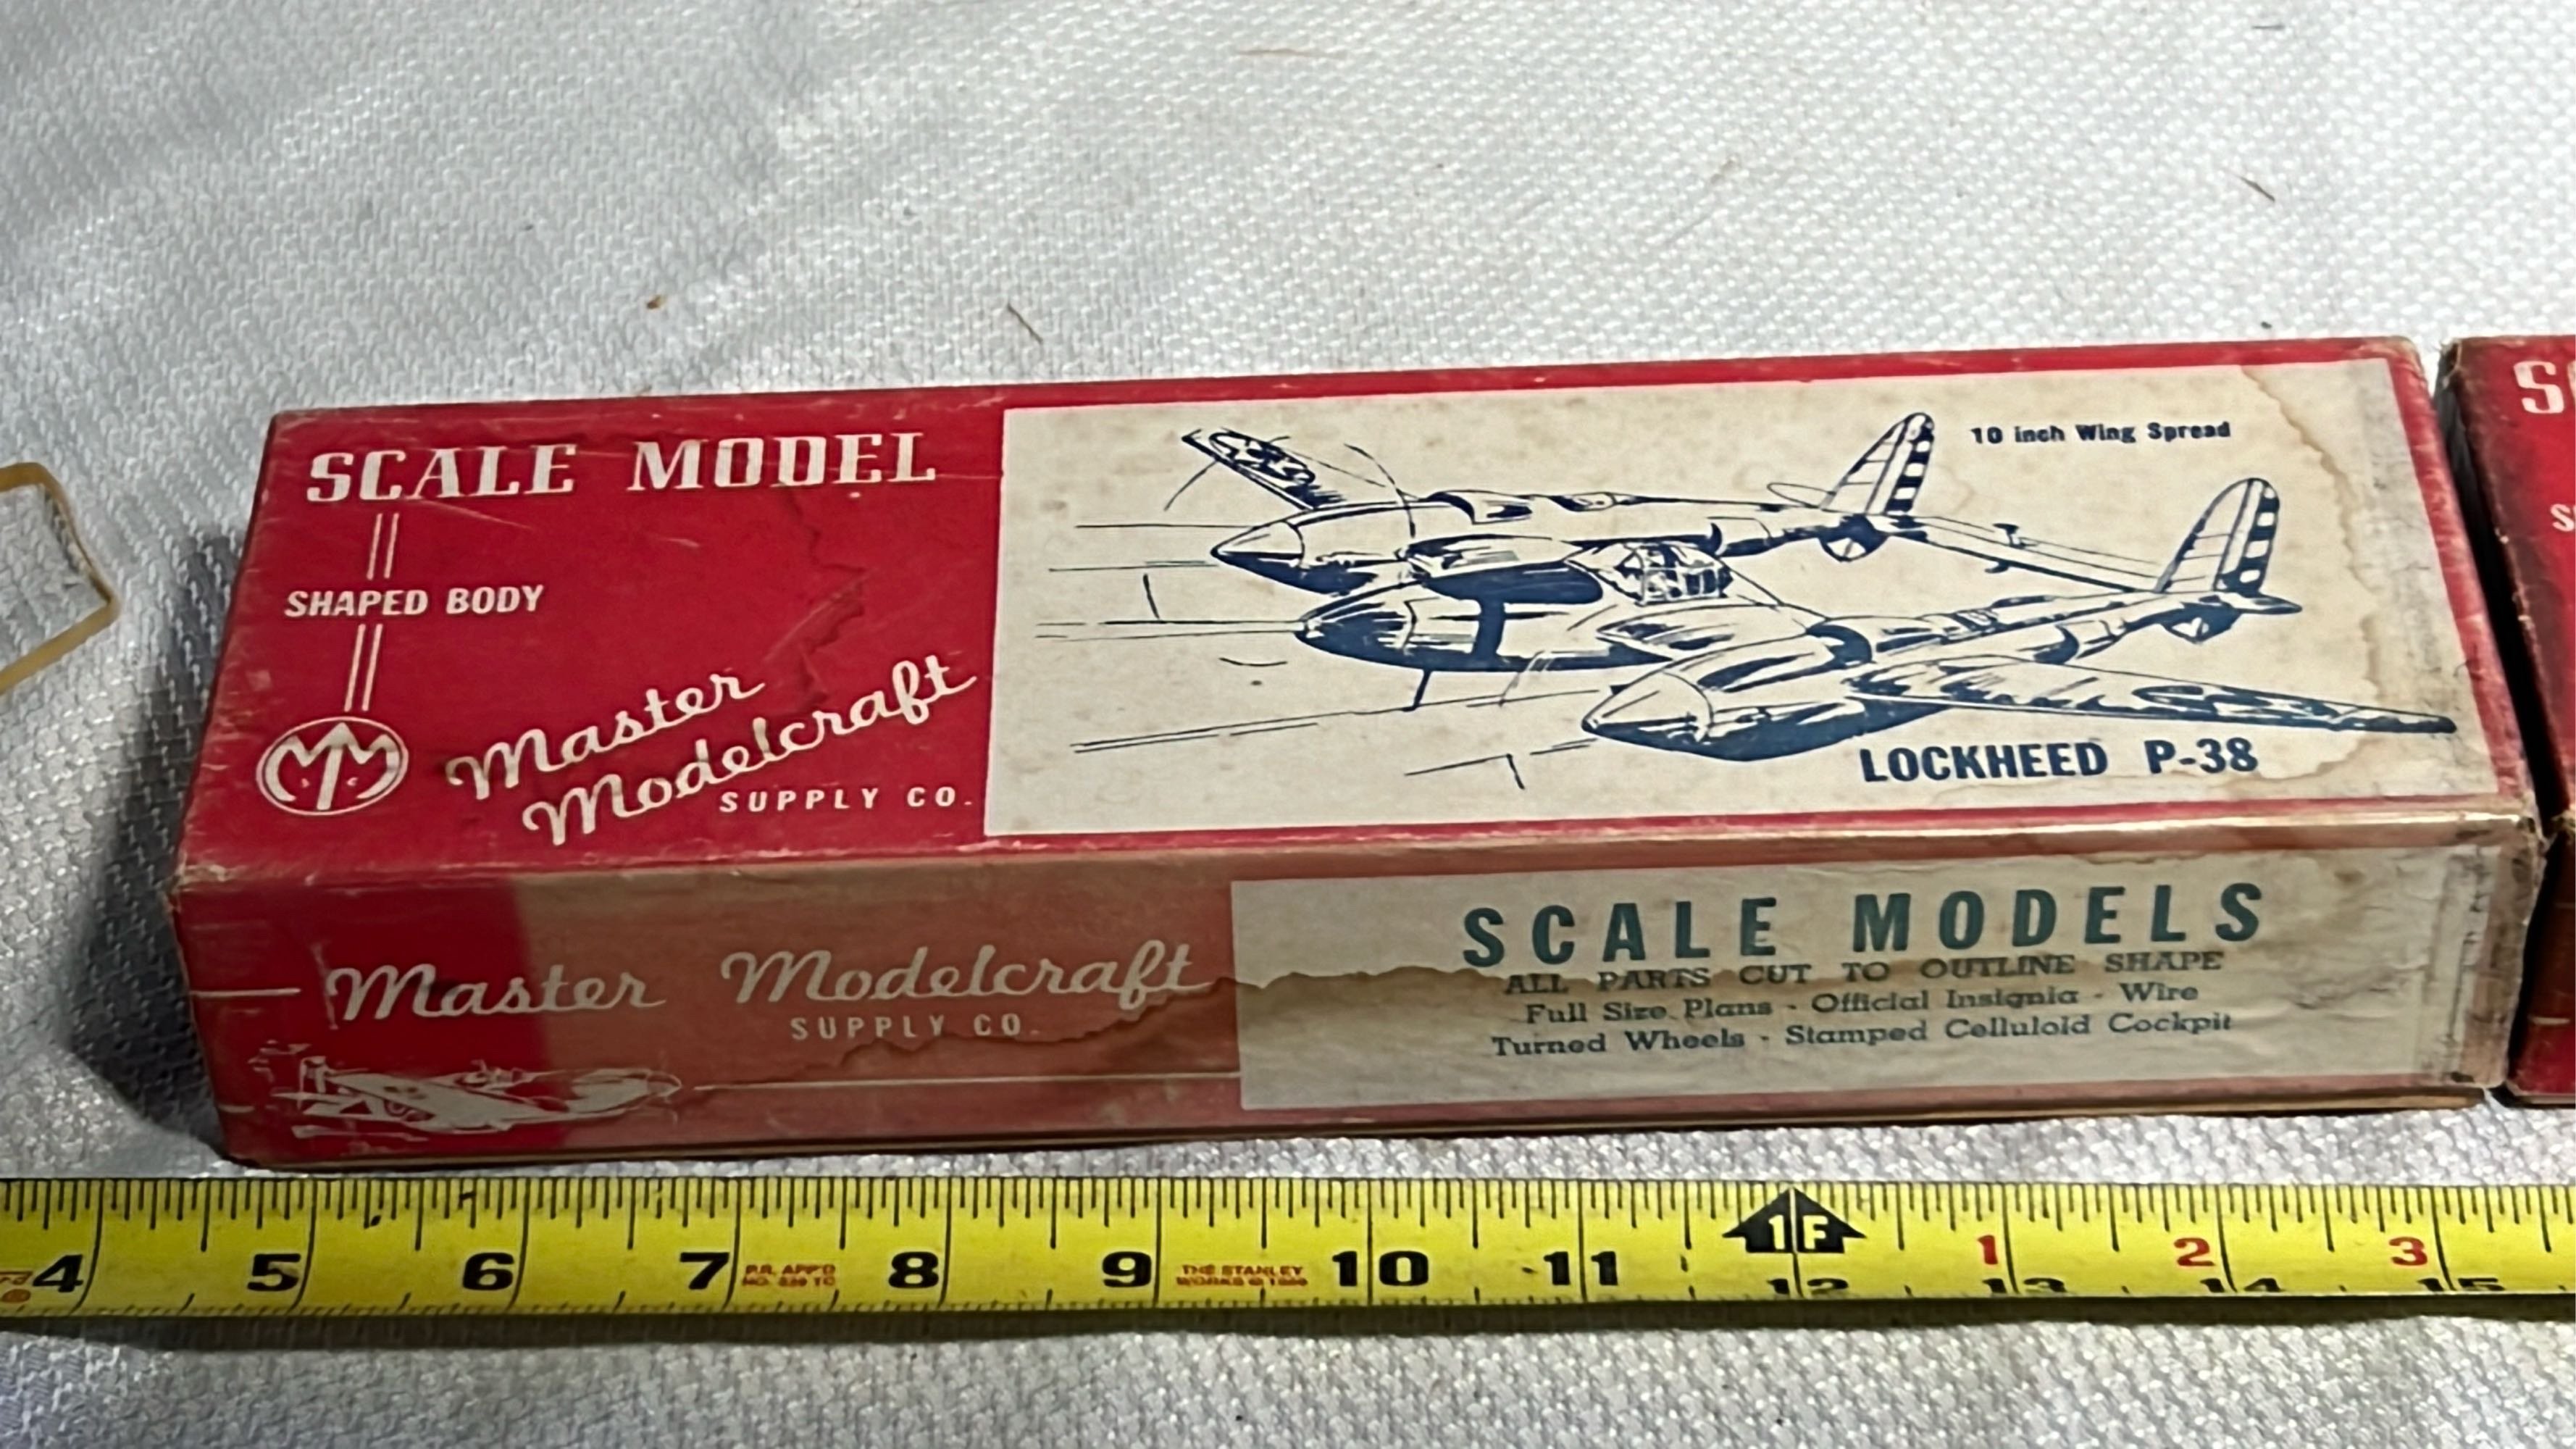 SCALE MODEL
SHAPED BODY
MM
Master
Modelcraft
SUPPLY CO.
10 inch Wing Spread
LOCKHEED P-38
Master Modelcraft
SUPPLY CO.
SCALE MODELS
ALL PARTS CUT TO OUTLINE SHAPE
Full Size Plans - Official Insignia - Wire
Turned Wheels - Stamped Celluloid Cockpit
4 5 6 7 8 9 10 11 1F 1 2 3
THE STANLEY
12 13 14 15